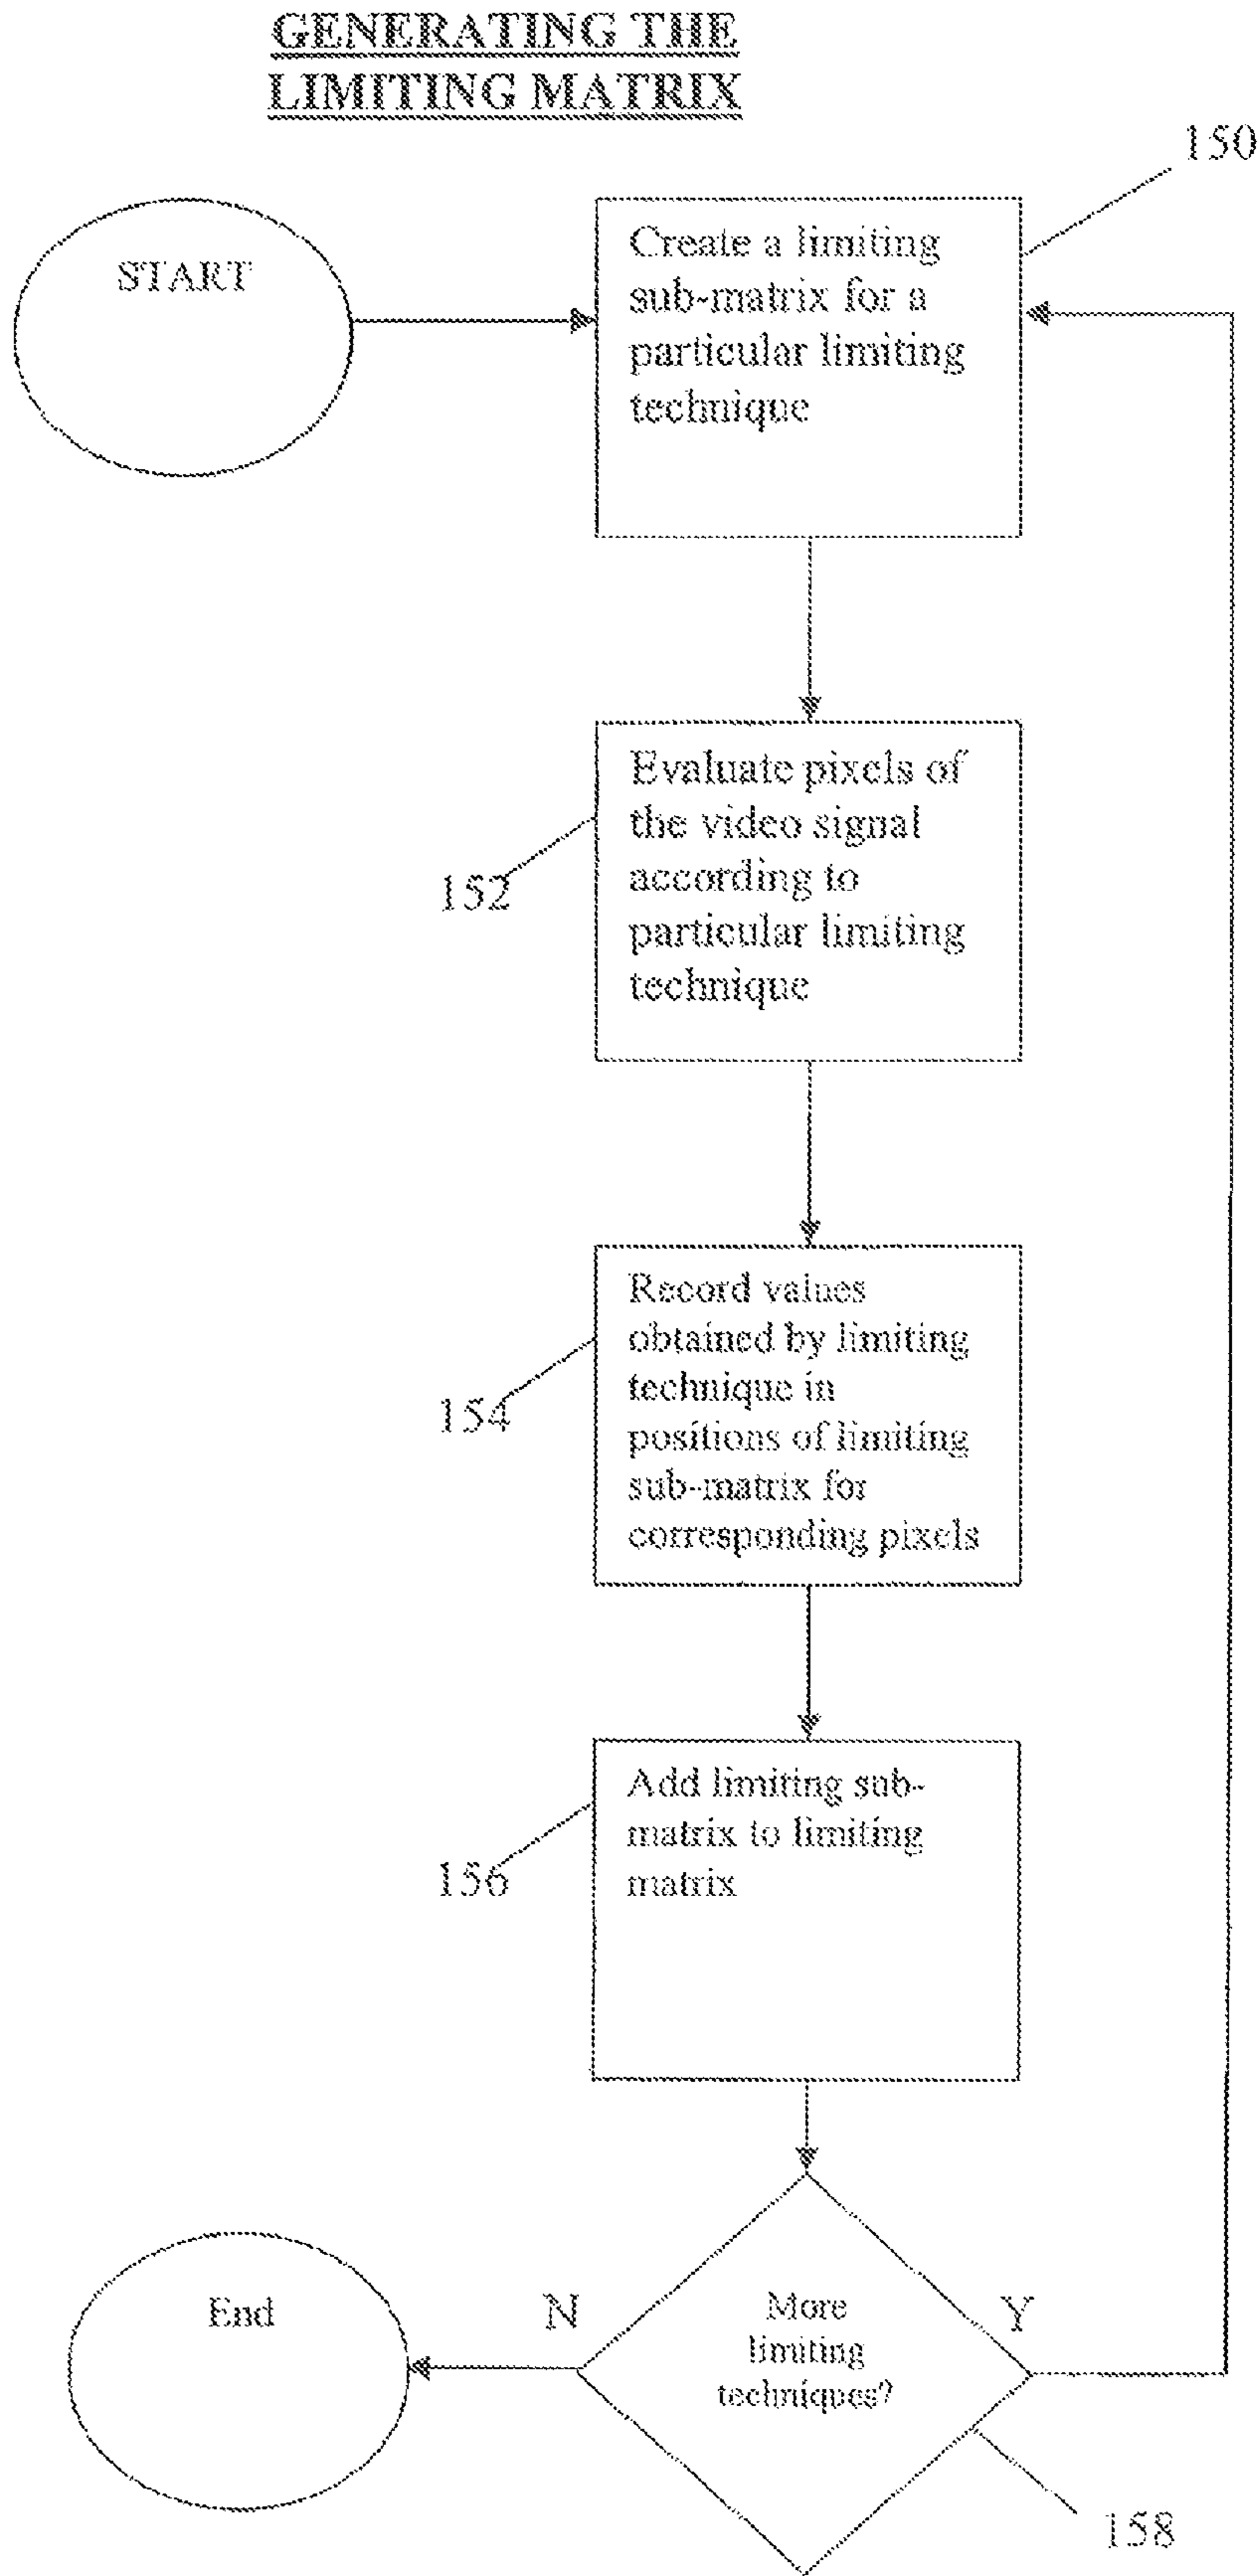 GENERATING THE
LIMITING MATRIX
150
START
Create a limiting
sub-matrix for a
particular limiting
technique
152
Evaluate pixels of
the video signal
according to
particular limiting
technique
154
Record values
obtained by limiting
technique in
positions of limiting
sub-matrix for
corresponding pixels
156
Add limiting sub-
matrix to limiting
matrix
End
N
More
limiting
techniques?
Y
158